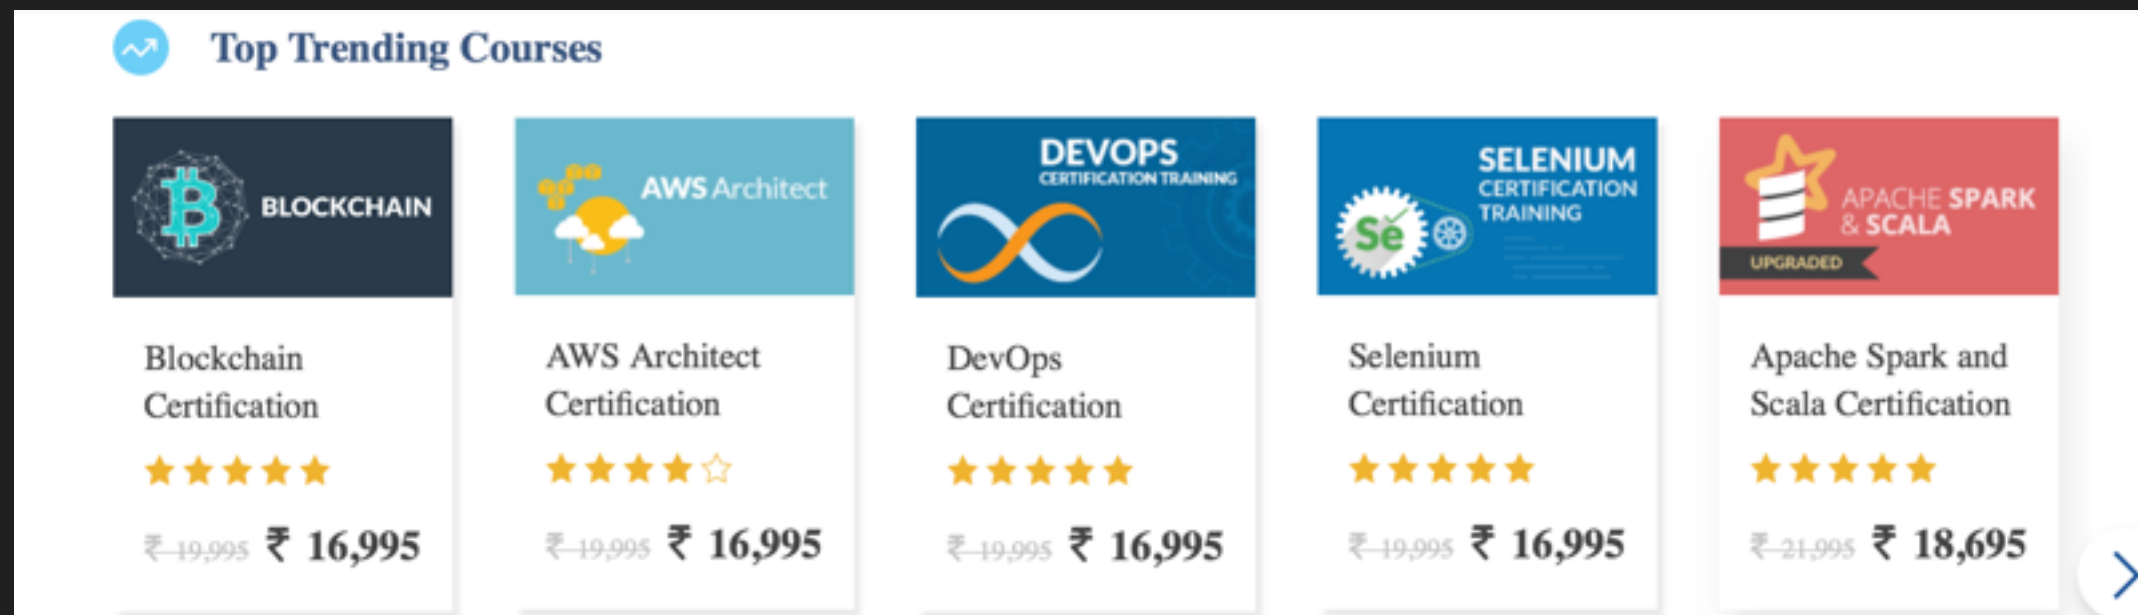 Top Trending Courses
BLOCKCHAIN
Blockchain
Certification
₹ 19,995 ₹ 16,995
AWS Architect
AWS Architect
Certification
₹ 19,995 ₹ 16,995
DEVOPS
CERTIFICATION TRAINING
DevOps
Certification
₹ 19,995 ₹ 16,995
SELENIUM
CERTIFICATION
TRAINING
Se
Selenium
Certification
₹ 19,995 ₹ 16,995
APACHE SPARK
& SCALA
UPGRADED
Apache Spark and
Scala Certification
₹ 21,995 ₹ 18,695